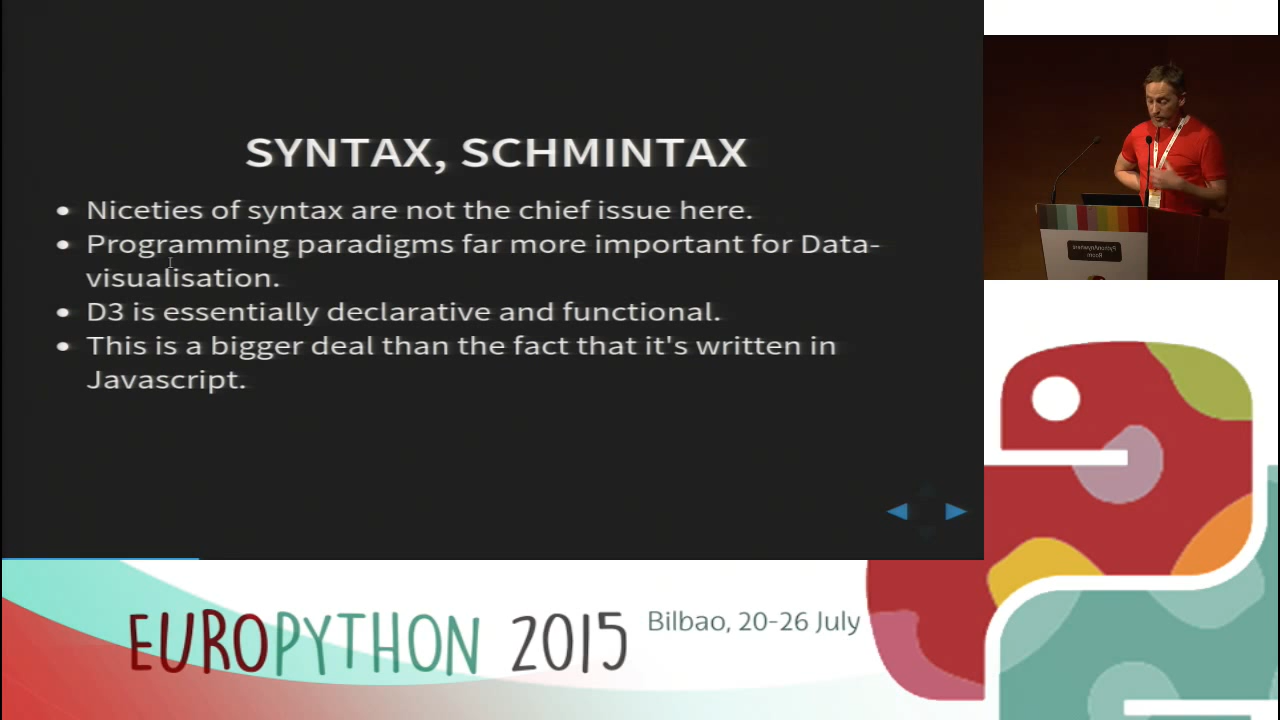 SYNTAX, SCHMINTAX
• Niceties of syntax are not the chief issue here.
• Programming paradigms far more important for Data-
visualisation.
• D3 is essentially declarative and functional.
• This is a bigger deal than the fact that it's written in
Javascript.
PythonAnywhere
Room
EUROPYTHON 2015
Bilbao, 20-26 July